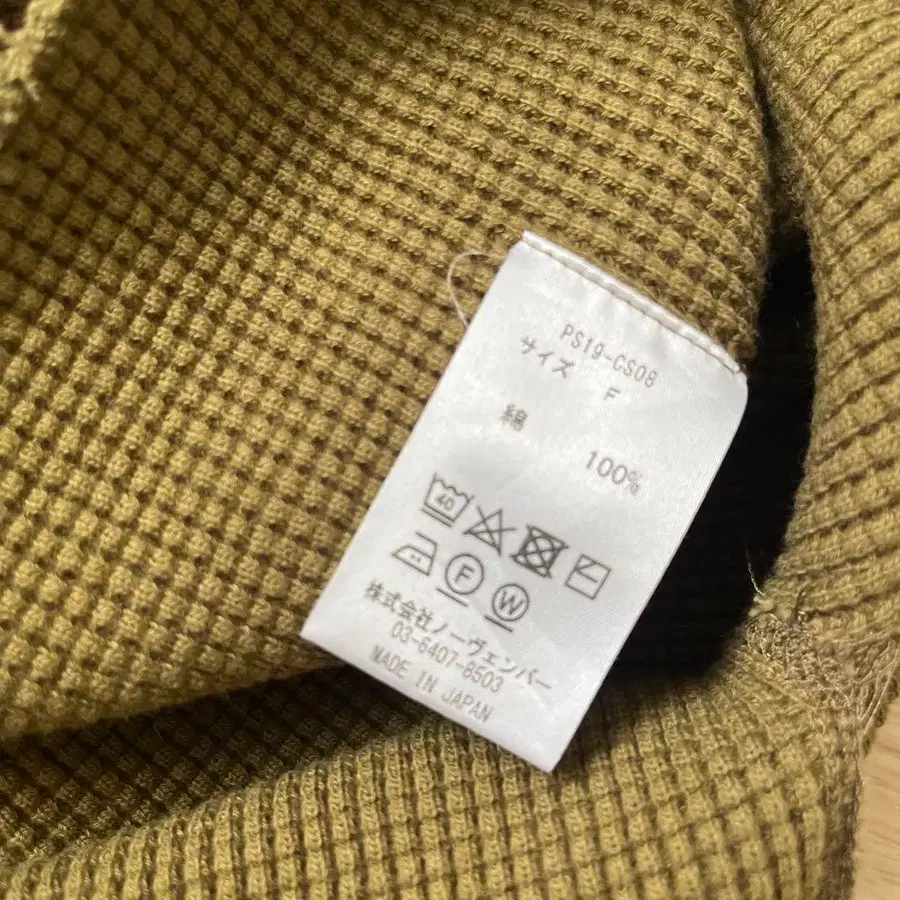 PS19-CS08
サイズ F
綿
100%
40
F W
株式会社ノーヴェンバー
03-6407-8503
MADE IN JAPAN